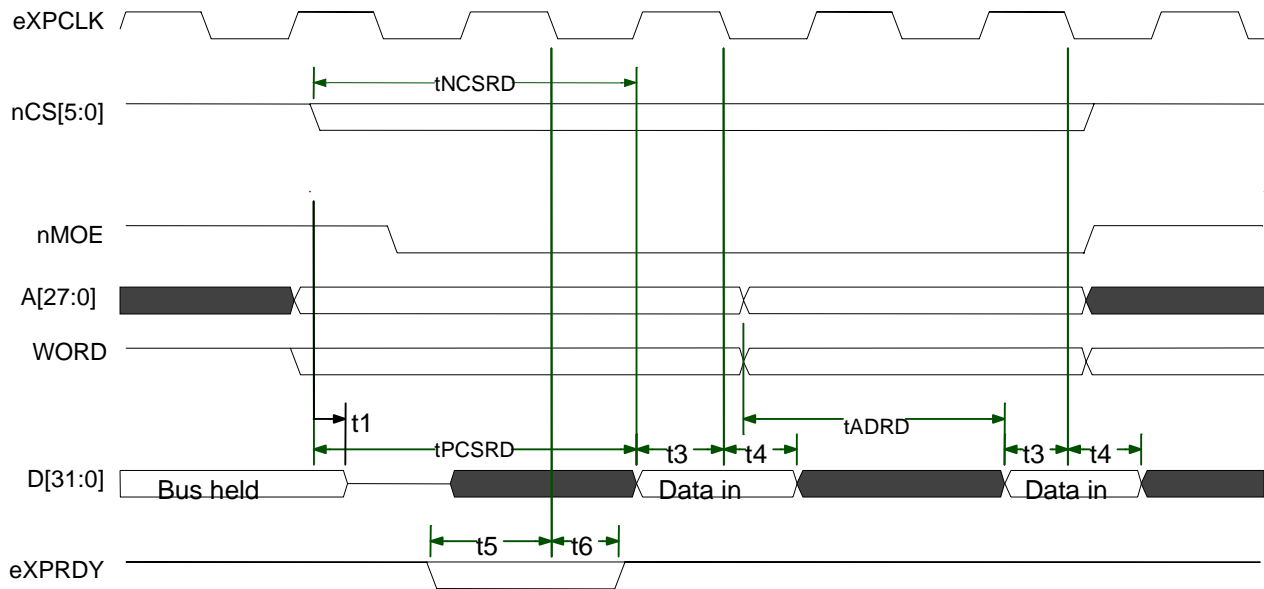 eXPCLK
tNCSRD
nCS[5:0]
nMOE
A[27:0]
WORD
t1
tADRD
tPCSRD
t3
t4
t3
t4
D[31:0]
Bus held
Data in
Data in
t5
t6
eXPRDY